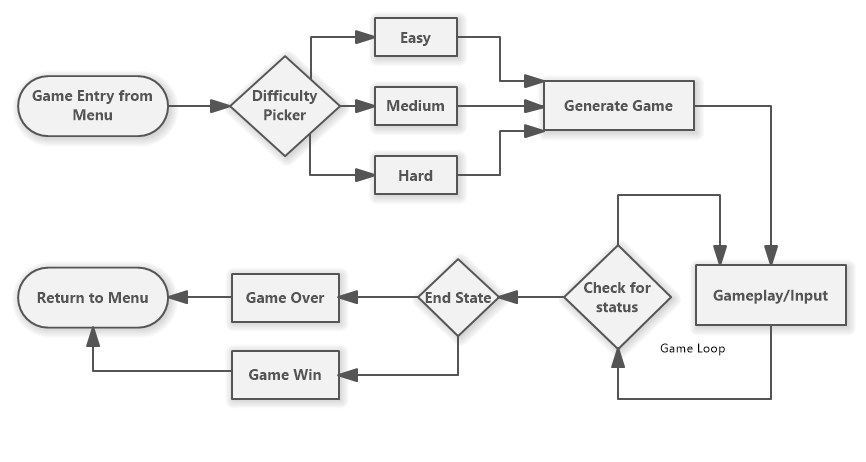 Easy
Game Entry from
Menu
Difficulty
Picker
Medium
Generate Game
Hard
Return to Menu
Game Over
End State
Check for
status
Gameplay/Input
Game Loop
Game Win